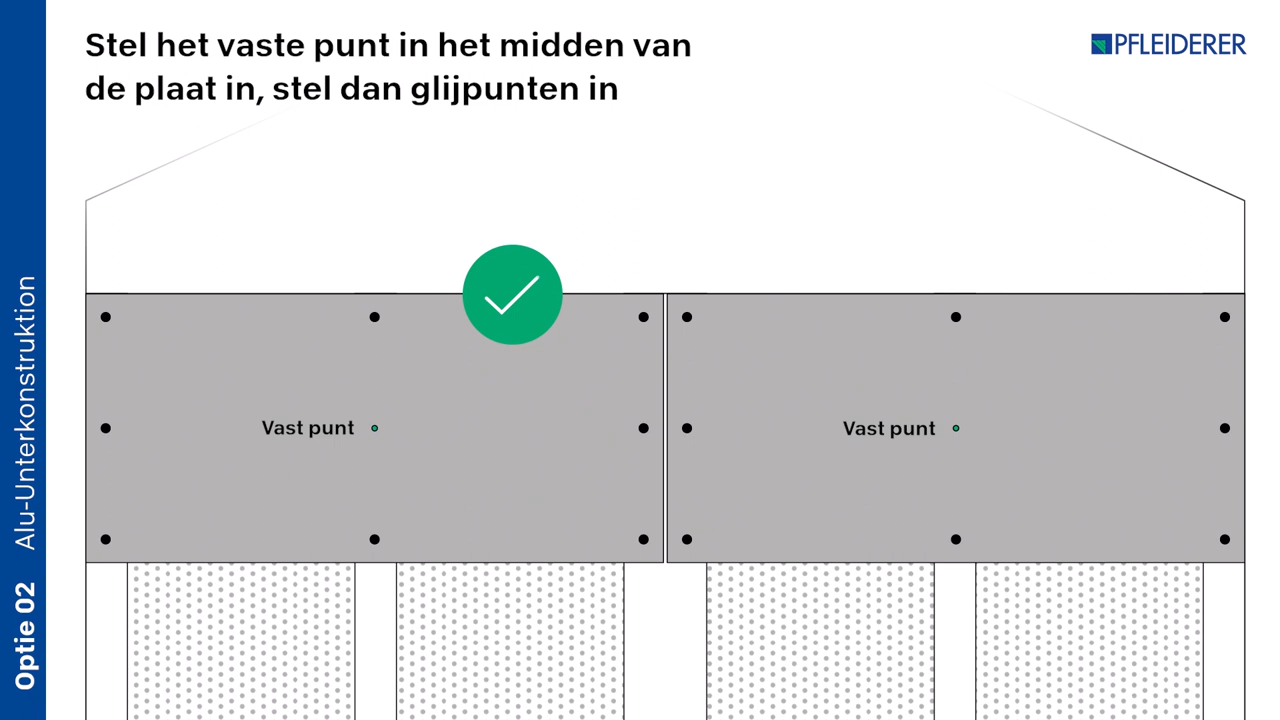 Stel het vaste punt in het midden van
de plaat in, stel dan glijpunten in
PFLEIDERER
Vast punt
Vast punt
Optie 02 Alu-Unterkonstruktion